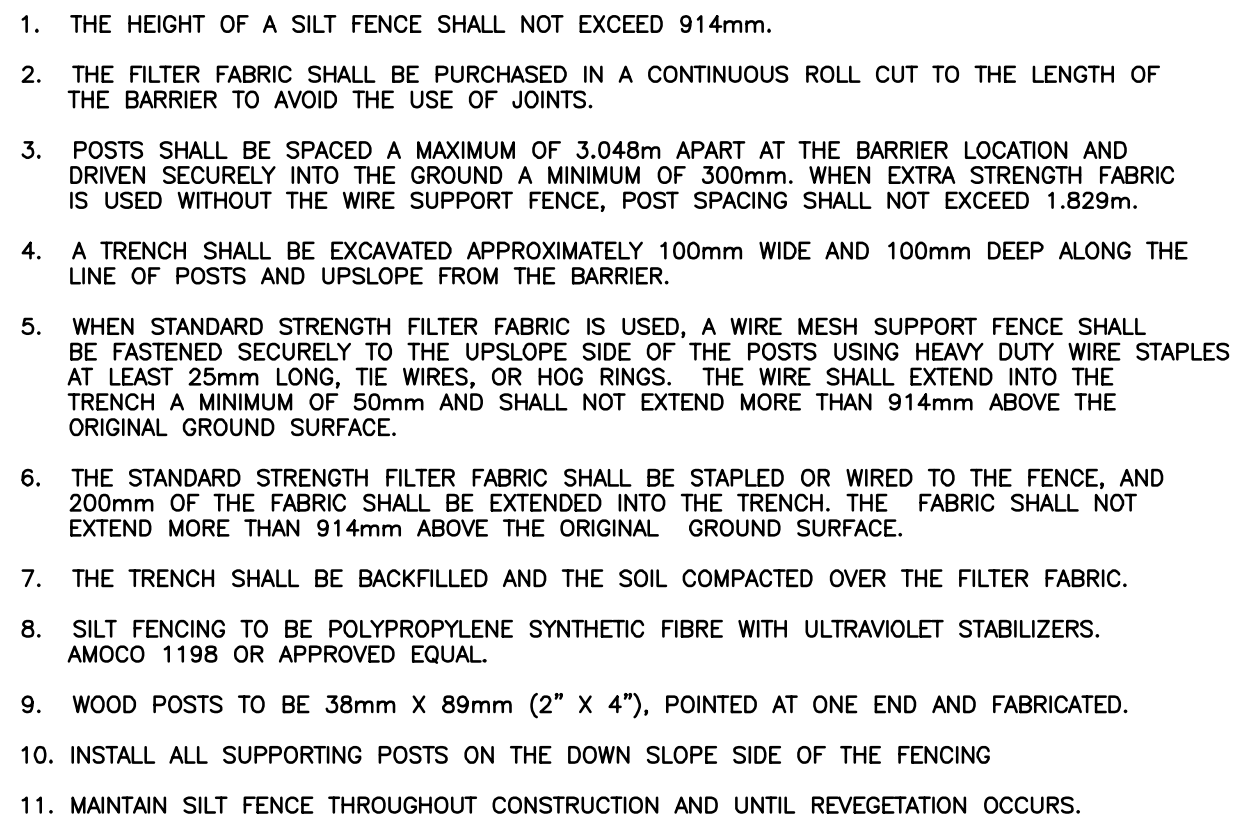 1. THE HEIGHT OF A SILT FENCE SHALL NOT EXCEED 914mm.
2. THE FILTER FABRIC SHALL BE PURCHASED IN A CONTINUOUS ROLL CUT TO THE LENGTH OF
THE BARRIER TO AVOID THE USE OF JOINTS.
3. POSTS SHALL BE SPACED A MAXIMUM OF 3.048m APART AT THE BARRIER LOCATION AND
DRIVEN SECURELY INTO THE GROUND A MINIMUM OF 300mm. WHEN EXTRA STRENGTH FABRIC
IS USED WITHOUT THE WIRE SUPPORT FENCE, POST SPACING SHALL NOT EXCEED 1.829m.
4. A TRENCH SHALL BE EXCAVATED APPROXIMATELY 100mm WIDE AND 100mm DEEP ALONG THE
LINE OF POSTS AND UPSLOPE FROM THE BARRIER.
5. WHEN STANDARD STRENGTH FILTER FABRIC IS USED, A WIRE MESH SUPPORT FENCE SHALL
BE FASTENED SECURELY TO THE UPSLOPE SIDE OF THE POSTS USING HEAVY DUTY WIRE STAPLES
AT LEAST 25mm LONG, TIE WIRES, OR HOG RINGS. THE WIRE SHALL EXTEND INTO THE
TRENCH A MINIMUM OF 50mm AND SHALL NOT EXTEND MORE THAN 914mm ABOVE THE
ORIGINAL GROUND SURFACE.
6. THE STANDARD STRENGTH FILTER FABRIC SHALL BE STAPLED OR WIRED TO THE FENCE, AND
200mm OF THE FABRIC SHALL BE EXTENDED INTO THE TRENCH. THE FABRIC SHALL NOT
EXTEND MORE THAN 914mm ABOVE THE ORIGINAL GROUND SURFACE.
7. THE TRENCH SHALL BE BACKFILLED AND THE SOIL COMPACTED OVER THE FILTER FABRIC.
8. SILT FENCING TO BE POLYPROPYLENE SYNTHETIC FIBRE WITH ULTRAVIOLET STABILIZERS.
AMOCO 1198 OR APPROVED EQUAL.
9. WOOD POSTS TO BE 38mm X 89mm (2" X 4"), POINTED AT ONE END AND FABRICATED.
10. INSTALL ALL SUPPORTING POSTS ON THE DOWN SLOPE SIDE OF THE FENCING
11. MAINTAIN SILT FENCE THROUGHOUT CONSTRUCTION AND UNTIL REVEGETATION OCCURS.